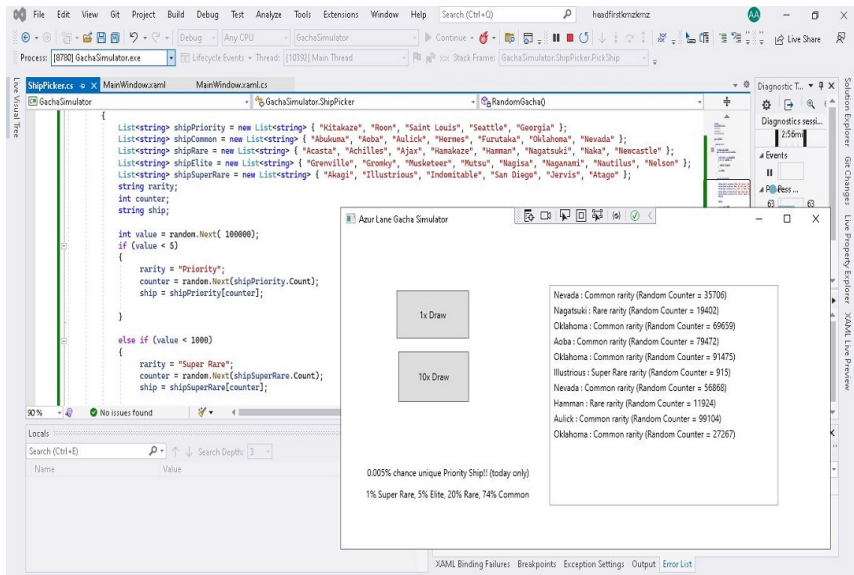 File Edit View Git Project Build Debug Test Analyze Tools Extensions Window Help Search (Ctrl+Q) headfirstlemzlemz AA
Debug Any CPU GachaSimulator Continue Live Share
Process: [8780] GachaSimulator.exe Lifecycle Events Thread: [10392] Main Thread Stack Frame: GachaSimulator.ShipPicker.PickShip
Live Visual Tree
ShipPicker.cs MainWindow.xaml MainWindow.xaml.cs
GachaSimulator GachaSimulator.ShipPicker RandomGacha()
{
List<string> shipPriority = new List<string> { "Kitakaze", "Roon", "Saint Louis", "Seattle", "Georgia" };
List<string> shipCommon = new List<string> { "Abukuma", "Aoba", "Aulick", "Hermes", "Furutaka", "Oklahoma", "Nevada" };
List<string> shipRare = new List<string> { "Acasta", "Achilles", "Ajax", "Hamakaze", "Hamman", "Nagatsuki", "Naka", "Newcastle" };
List<string> shipElite = new List<string> { "Grenville", "Gromky", "Musketeer", "Mutsu", "Nagisa", "Naganami", "Nautilus", "Nelson" };
List<string> shipSuperRare = new List<string> { "Akagi", "Illustrious", "Indomitable", "San Diego", "Jervis", "Atago" };
string rarity;
int counter;
string ship;
int value = random.Next( 100000);
if (value < 5)
{
rarity = "Priority";
counter = random.Next(shipPriority.Count);
ship = shipPriority[counter];
}
else if (value < 1000)
{
rarity = "Super Rare";
counter = random.Next(shipSuperRare.Count);
ship = shipSuperRare[counter];
90 % No issues found
Locals
Search (Ctrl+E) Search Depth: 3
Name Value
Diagnostic T...
Diagnostics sessi...
2:56mi
Events
63 63
Solution Explorer
Git Changes
Live Property Explorer
XAML Live Preview
Azur Lane Gacha Simulator
1x Draw
10x Draw
Nevada : Common rarity (Random Counter = 35706)
Nagatsuki : Rare rarity (Random Counter = 19402)
Oklahoma : Common rarity (Random Counter = 69659)
Aoba : Common rarity (Random Counter = 79472)
Oklahoma : Common rarity (Random Counter = 91475)
Illustrious : Super Rare rarity (Random Counter = 915)
Nevada : Common rarity (Random Counter = 56868)
Hamman : Rare rarity (Random Counter = 11924)
Aulick : Common rarity (Random Counter = 99104)
Oklahoma : Common rarity (Random Counter = 27267)
0.005% chance unique Priority Ship!! (today only)
1% Super Rare, 5% Elite, 20% Rare, 74% Common
XAML Binding Failures Breakpoints Exception Settings Output Error List